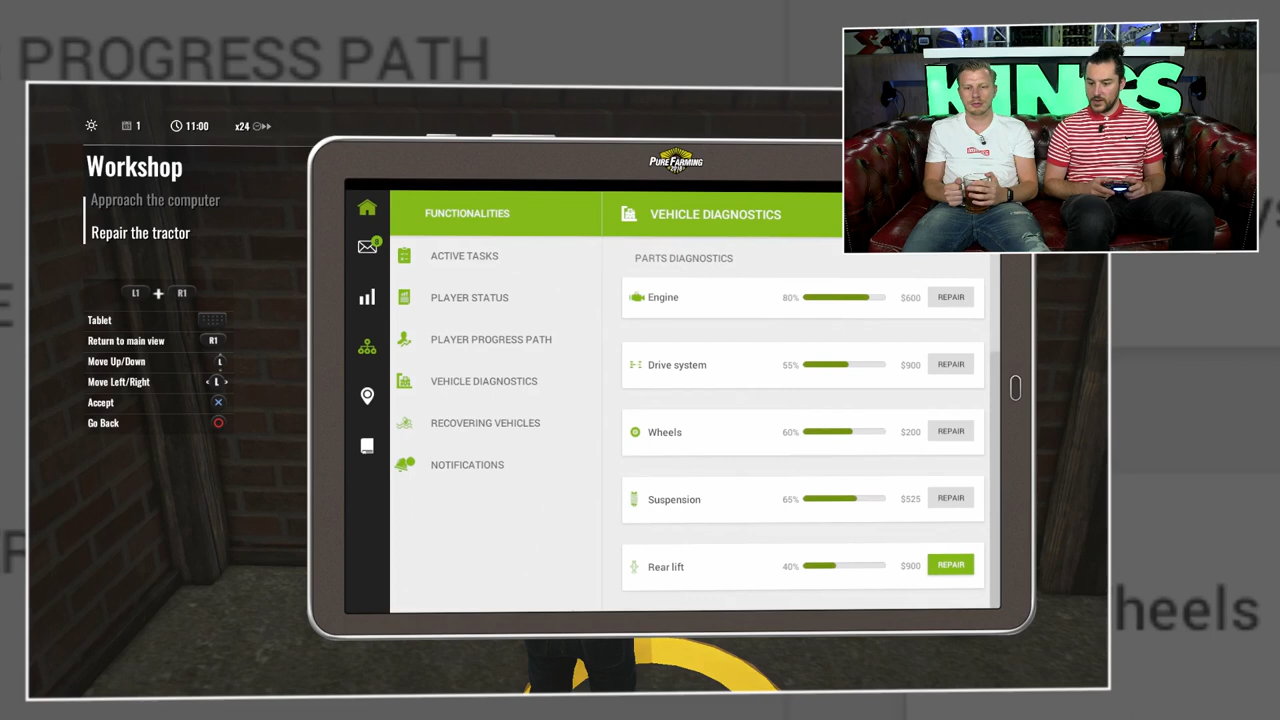 PROGRESS PATH
KINGS
1 11:00 x24
PURE FARMING
2018
Workshop
Approach the computer
Repair the tractor
L1 + R1
Tablet
Return to main view R1
Move Up/Down L
Move Left/Right < L >
Accept
Go Back
8
FUNCTIONALITIES
ACTIVE TASKS
PLAYER STATUS
PLAYER PROGRESS PATH
VEHICLE DIAGNOSTICS
RECOVERING VEHICLES
NOTIFICATIONS
VEHICLE DIAGNOSTICS
PARTS DIAGNOSTICS
Engine 80% $600 REPAIR
Drive system 55% $900 REPAIR
Wheels 60% $200 REPAIR
Suspension 65% $525 REPAIR
Rear lift 40% $900 REPAIR
heels